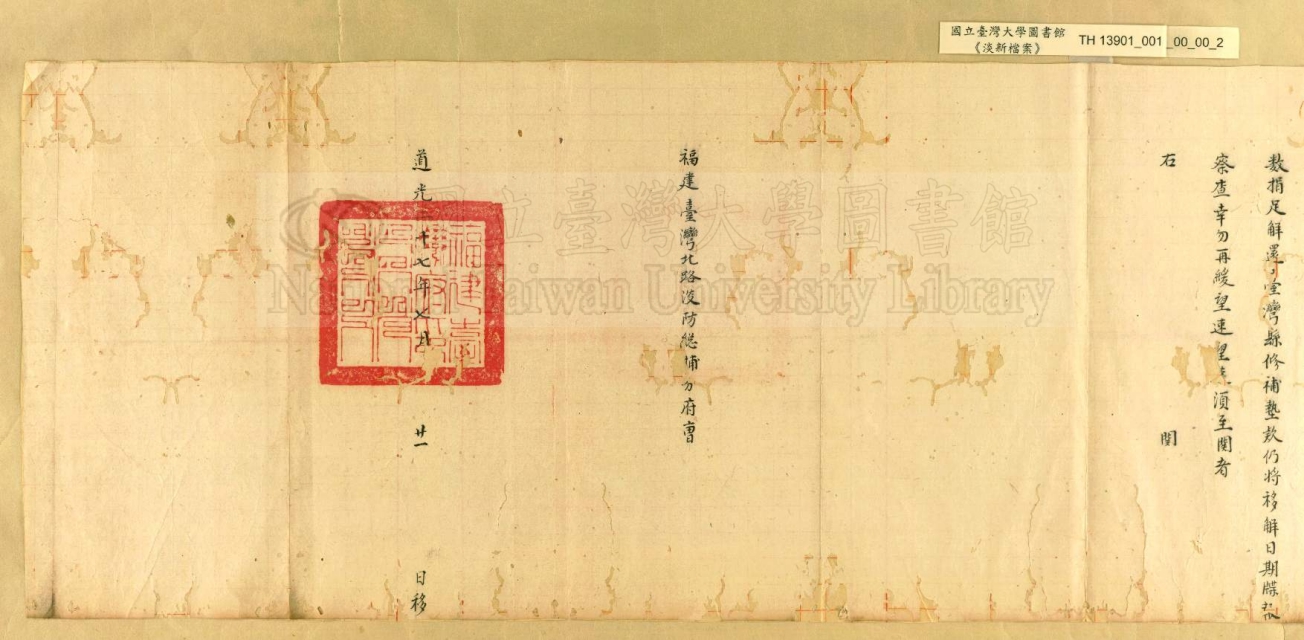 國立臺灣大學圖書館
《淡新檔案》
TH 13901_001_00_00_2
數捐足解還臺灣縣修補墊款仍將移解日期牒報
察查幸勿再緩望速望速須至關者
右 關
福建臺灣北路淡防總捕分府曹
道光二十七年七月 廿一 日移
國立臺灣大學圖書館
National Taiwan University Library